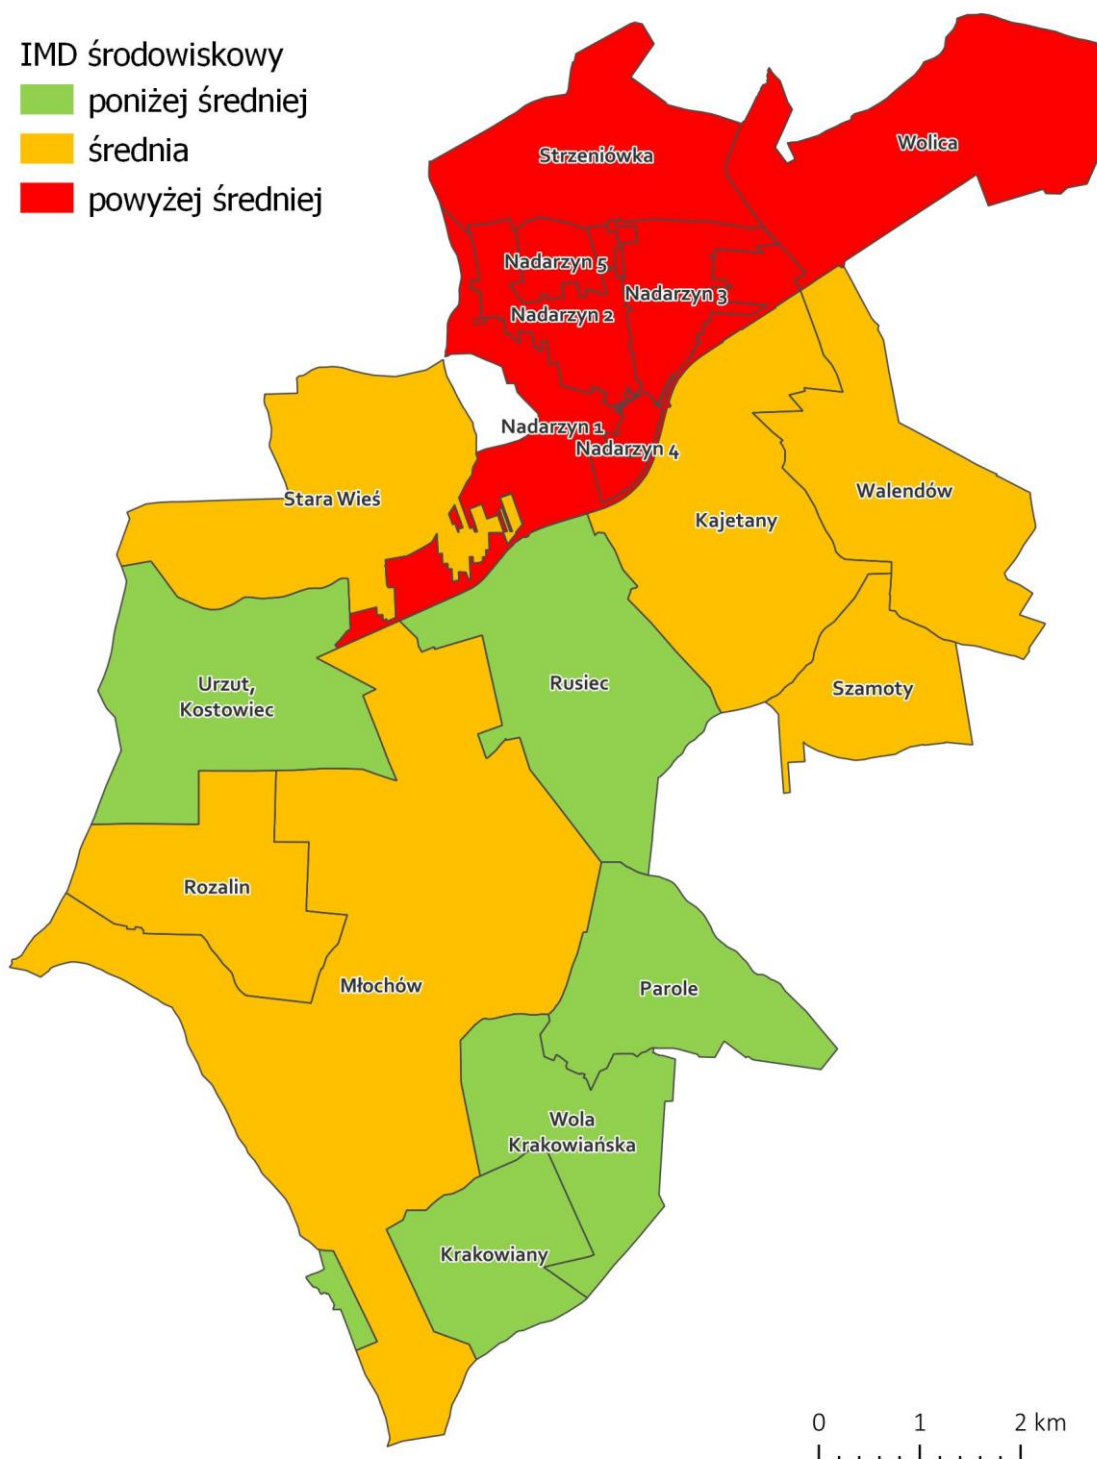 IMD środowiskowy
poniżej średniej
średnia
powyżej średniej
Strzeniówka
Wolica
Nadarzyn 5
Nadarzyn 3
Nadarzyn 2
Nadarzyn 1
Nadarzyn 4
Stara Wieś
Walendów
Kajetany
Urzut,
Kostowiec
Rusiec
Szamoty
Rozalin
Młochów
Parole
Wola
Krakowiańska
Krakowiany
0 1 2 km